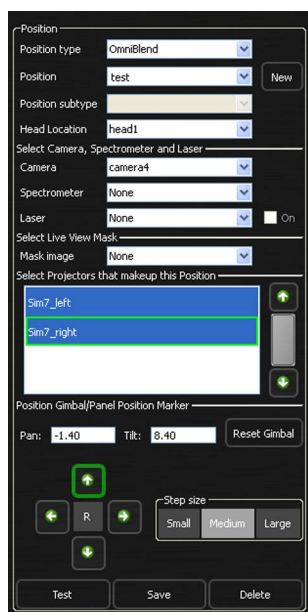 Position
Position type OmniBlend
Position test New
Position subtype
Head Location head1
Select Camera, Spectrometer and Laser
Camera camera4
Spectrometer None
Laser None On
Select Live View Mask
Mask image None
Select Projectors that makeup this Position
Sim7_left
Sim7_right
Position Gimbal/Panel Position Marker
Pan: -1.40 Tilt: 8.40 Reset Gimbal
R
Step size
Small Medium Large
Test Save Delete